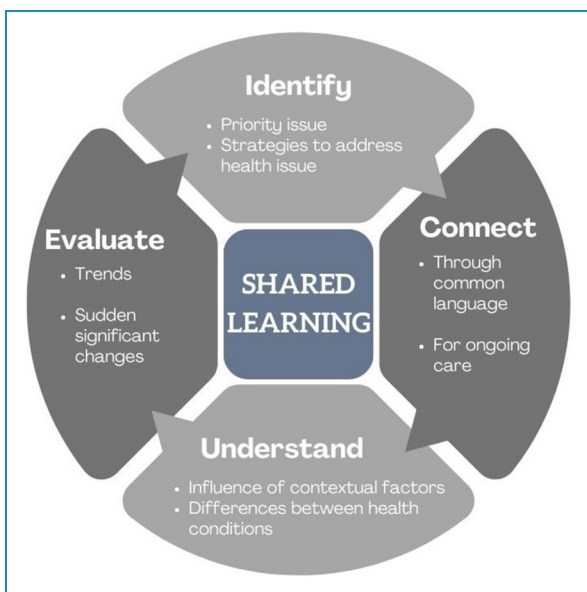 Identify
• Priority issue
• Strategies to address
health issue
Connect
• Through
common
language
• For ongoing
care
Understand
• Influence of contextual factors
• Differences between health
conditions
Evaluate
• Trends
• Sudden
significant
changes
SHARED
LEARNING